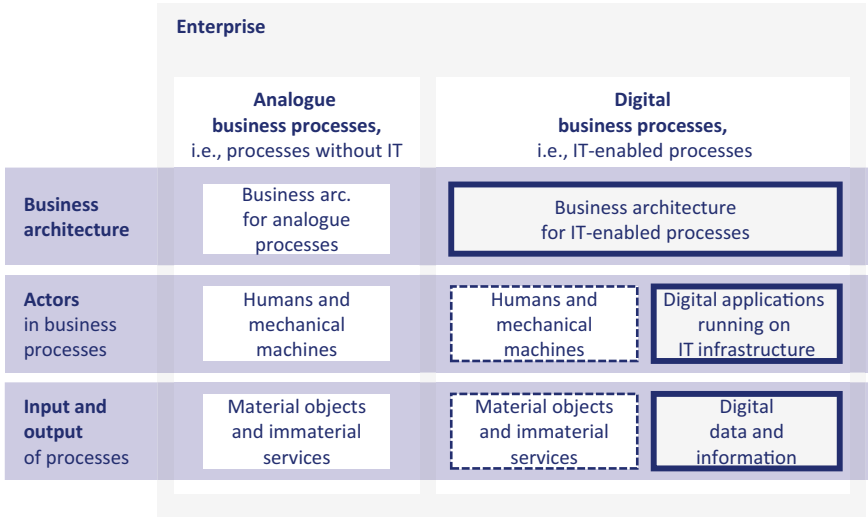 Enterprise
Analogue
business processes,
i.e., processes without IT
Digital
business processes,
i.e., IT-enabled processes
Business
architecture
Business arc.
for analogue
processes
Business architecture
for IT-enabled processes
Actors
in business
processes
Humans and
mechanical
machines
Humans and
mechanical
machines
Digital applications
running on
IT infrastructure
Input and
output
of processes
Material objects
and immaterial
services
Material objects
and immaterial
services
Digital
data and
information